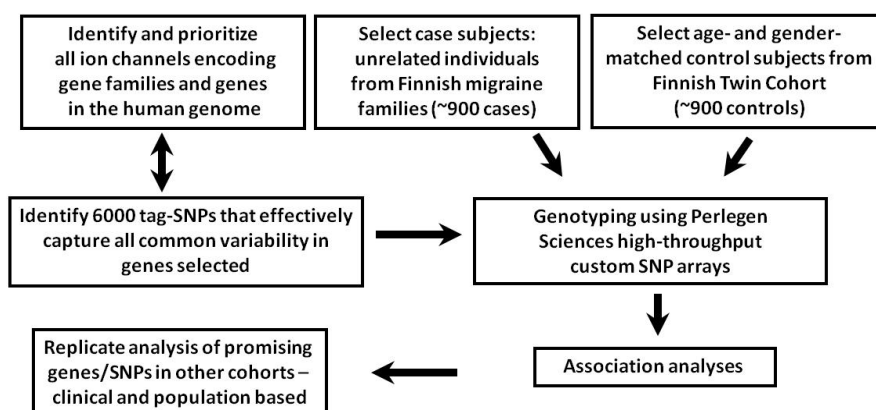 Identify and prioritize
all ion channels encoding
gene families and genes
in the human genome
Select case subjects:
unrelated individuals
from Finnish migraine
families (~900 cases)
Select age- and gender-
matched control subjects from
Finnish Twin Cohort
(~900 controls)
Identify 6000 tag-SNPs that effectively
capture all common variability in
genes selected
Genotyping using Perlegen
Sciences high-throughput
custom SNP arrays
Replicate analysis of promising
genes/SNPs in other cohorts –
clinical and population based
Association analyses